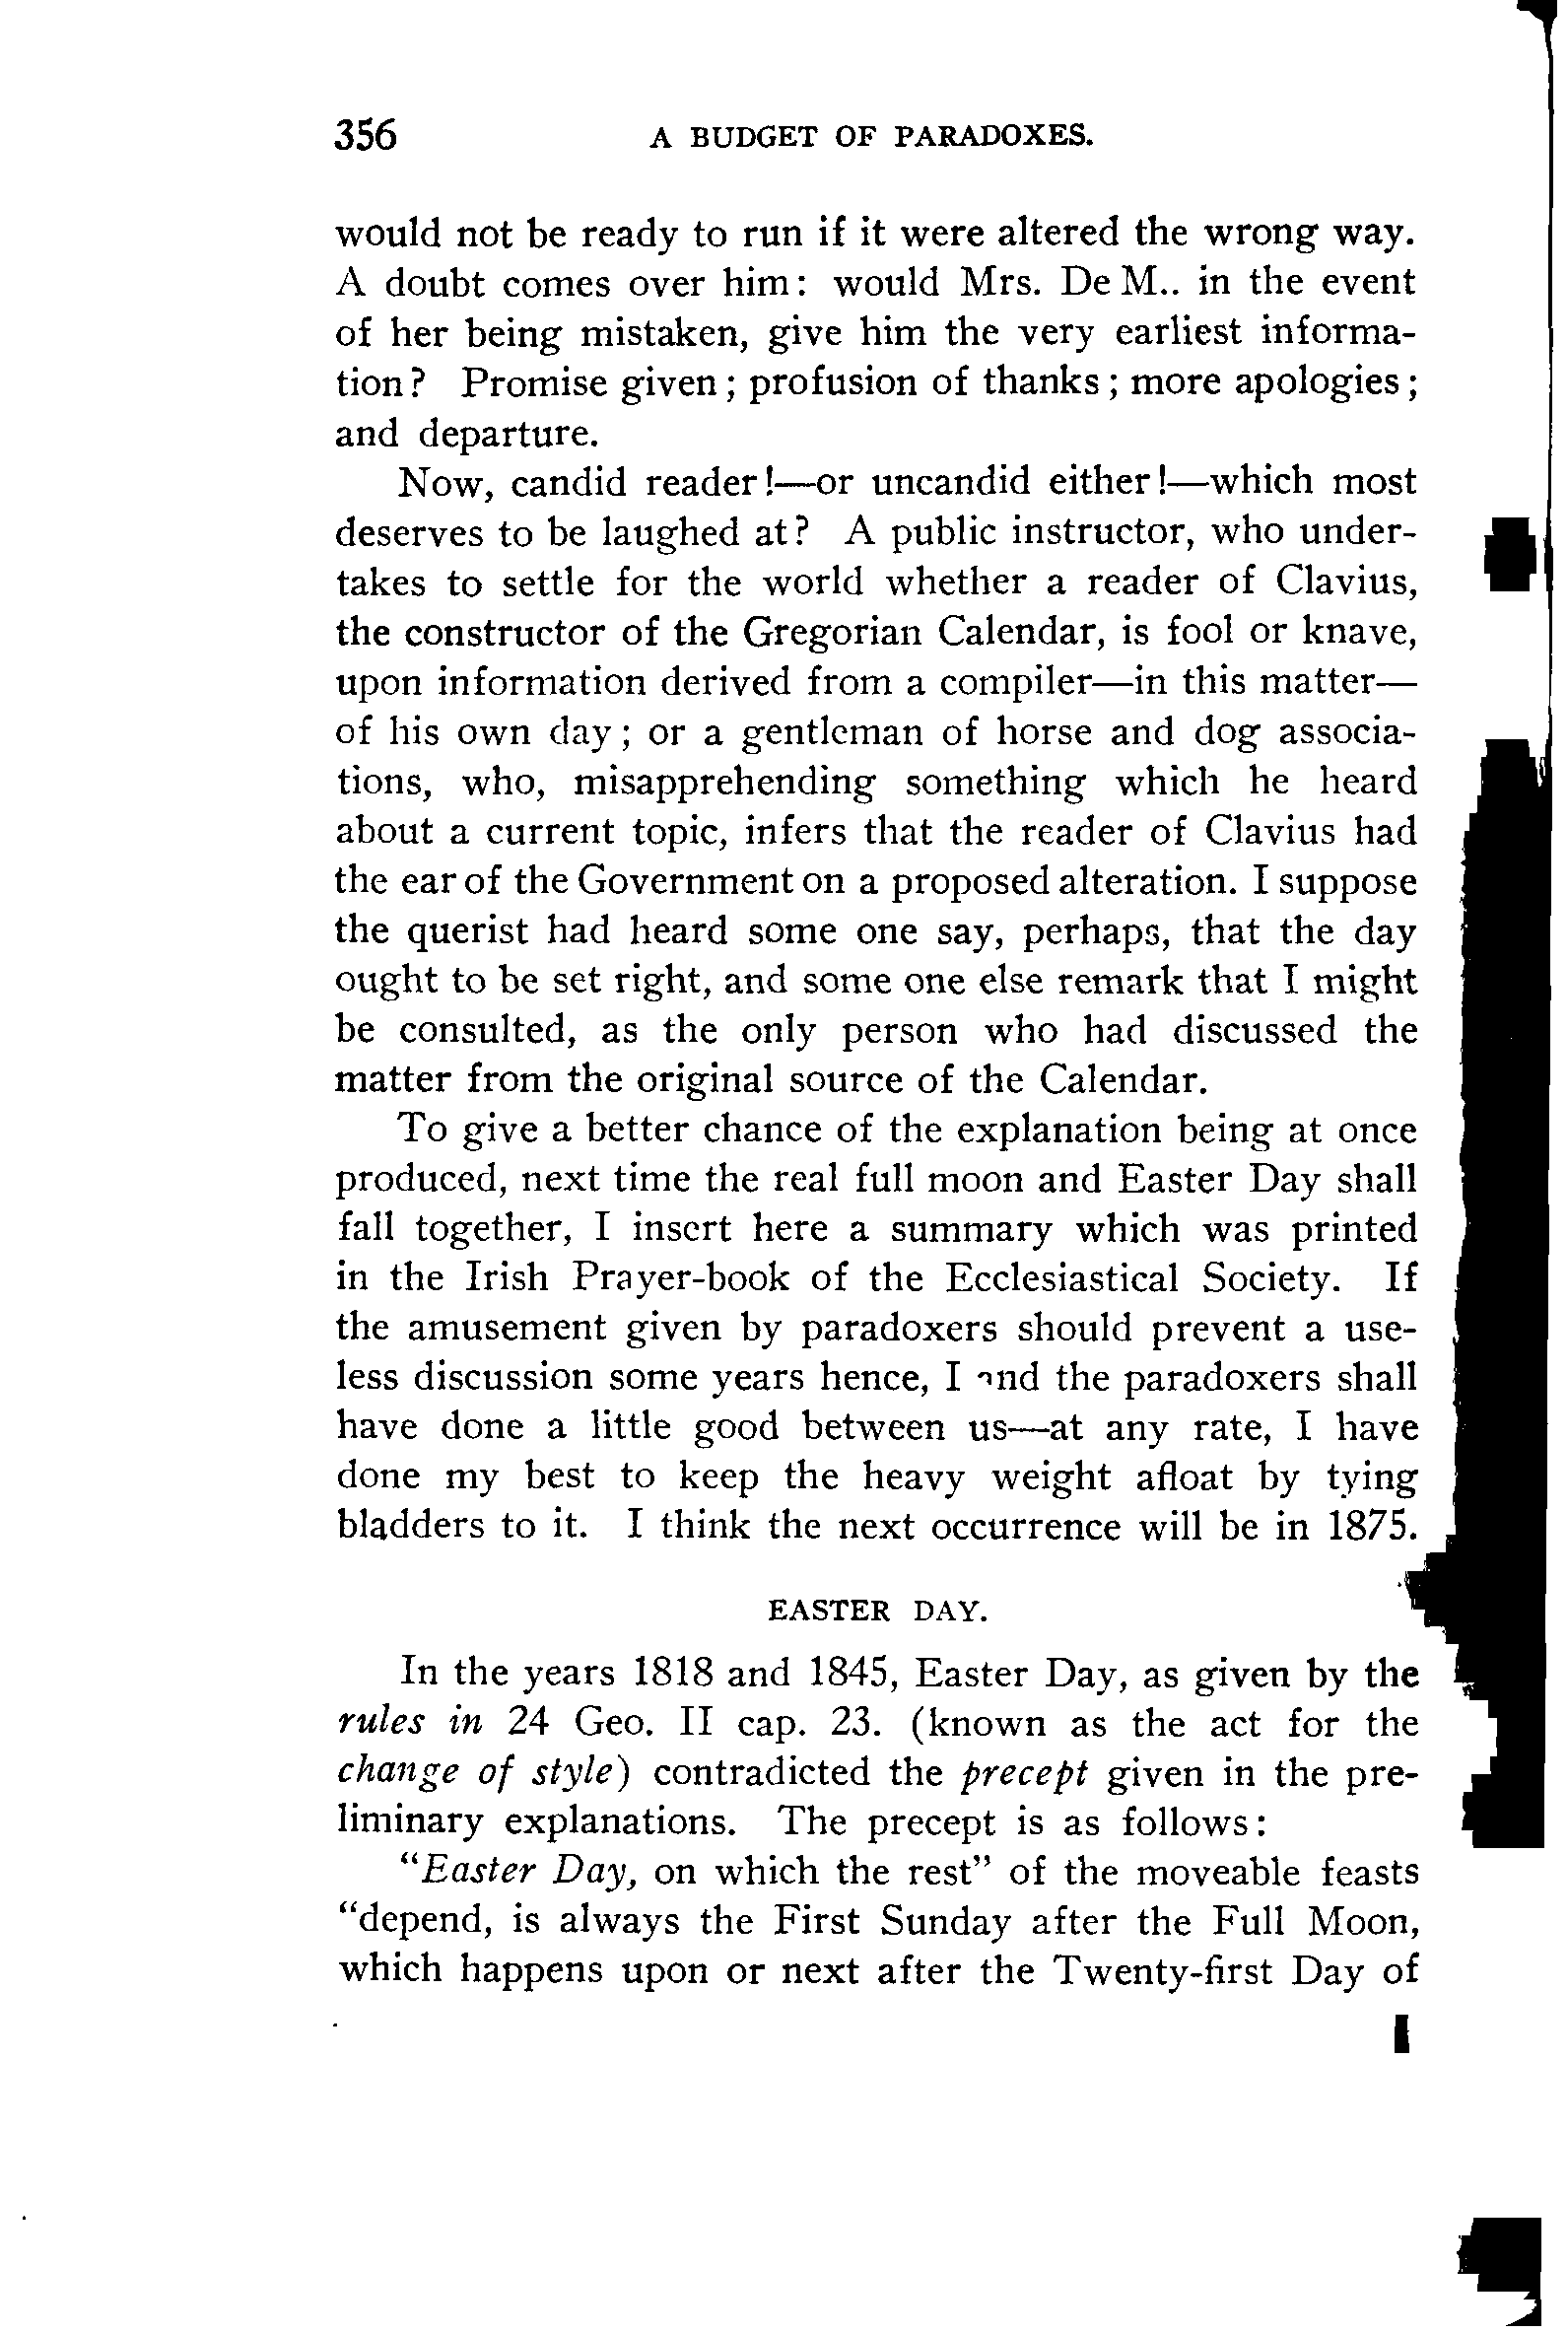 356 A BUDGET OF PARADOXES.
would not be ready to run if it were altered the wrong way.
A doubt comes over him: would Mrs. De M.. in the event
of her being mistaken, give him the very earliest informa-
tion? Promise given; profusion of thanks; more apologies;
and departure.
Now, candid reader!—or uncandid either!—which most
deserves to be laughed at? A public instructor, who under-
takes to settle for the world whether a reader of Clavius,
the constructor of the Gregorian Calendar, is fool or knave,
upon information derived from a compiler—in this matter—
of his own day; or a gentleman of horse and dog associa-
tions, who, misapprehending something which he heard
about a current topic, infers that the reader of Clavius had
the ear of the Government on a proposed alteration. I suppose
the querist had heard some one say, perhaps, that the day
ought to be set right, and some one else remark that I might
be consulted, as the only person who had discussed the
matter from the original source of the Calendar.
To give a better chance of the explanation being at once
produced, next time the real full moon and Easter Day shall
fall together, I insert here a summary which was printed
in the Irish Prayer-book of the Ecclesiastical Society. If
the amusement given by paradoxers should prevent a use-
less discussion some years hence, I and the paradoxers shall
have done a little good between us—at any rate, I have
done my best to keep the heavy weight afloat by tying
bladders to it. I think the next occurrence will be in 1875.
EASTER DAY.
In the years 1818 and 1845, Easter Day, as given by the
rules in 24 Geo. II cap. 23. (known as the act for the
change of style) contradicted the precept given in the pre-
liminary explanations. The precept is as follows:
“Easter Day, on which the rest” of the moveable feasts
“depend, is always the First Sunday after the Full Moon,
which happens upon or next after the Twenty-first Day of